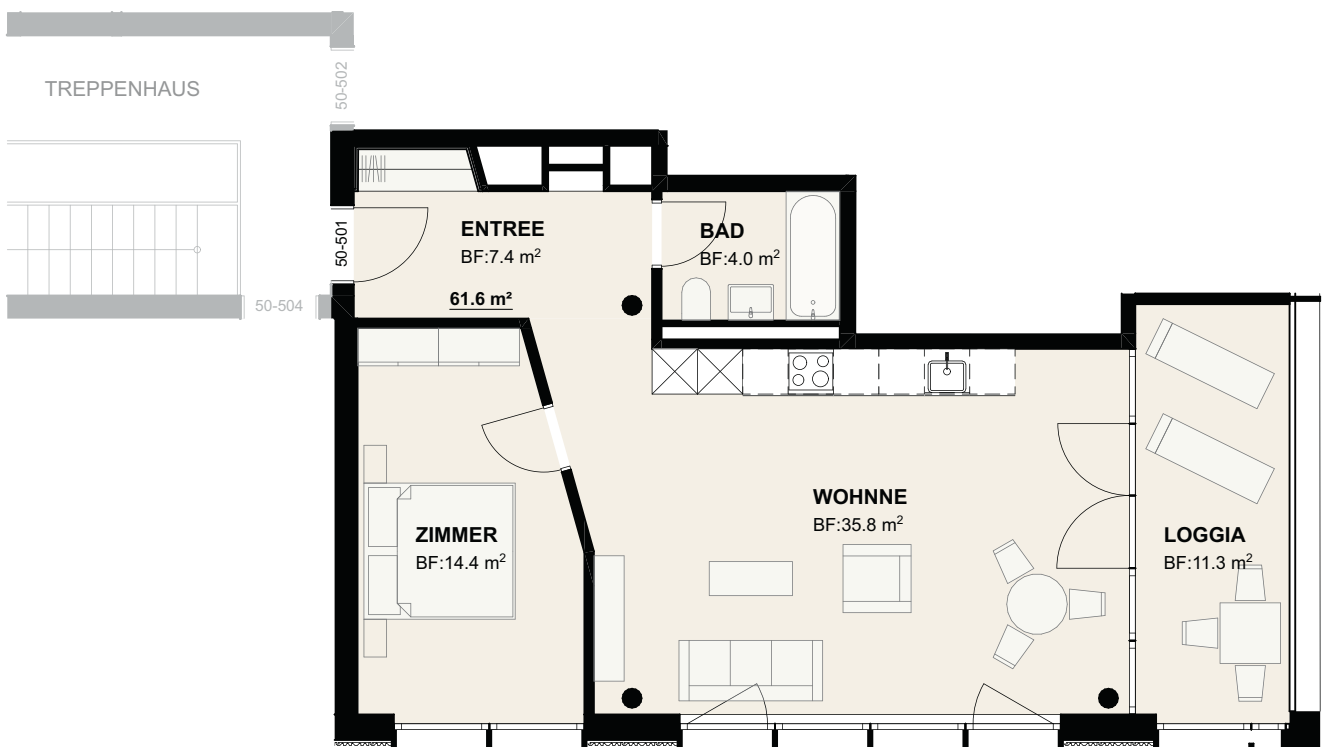 TREPPENHAUS
50-502
50-501
50-504
ENTREE
BF:7.4 m²
61.6 m²
BAD
BF:4.0 m²
WOHNNE
BF:35.8 m²
ZIMMER
BF:14.4 m²
LOGGIA
BF:11.3 m²